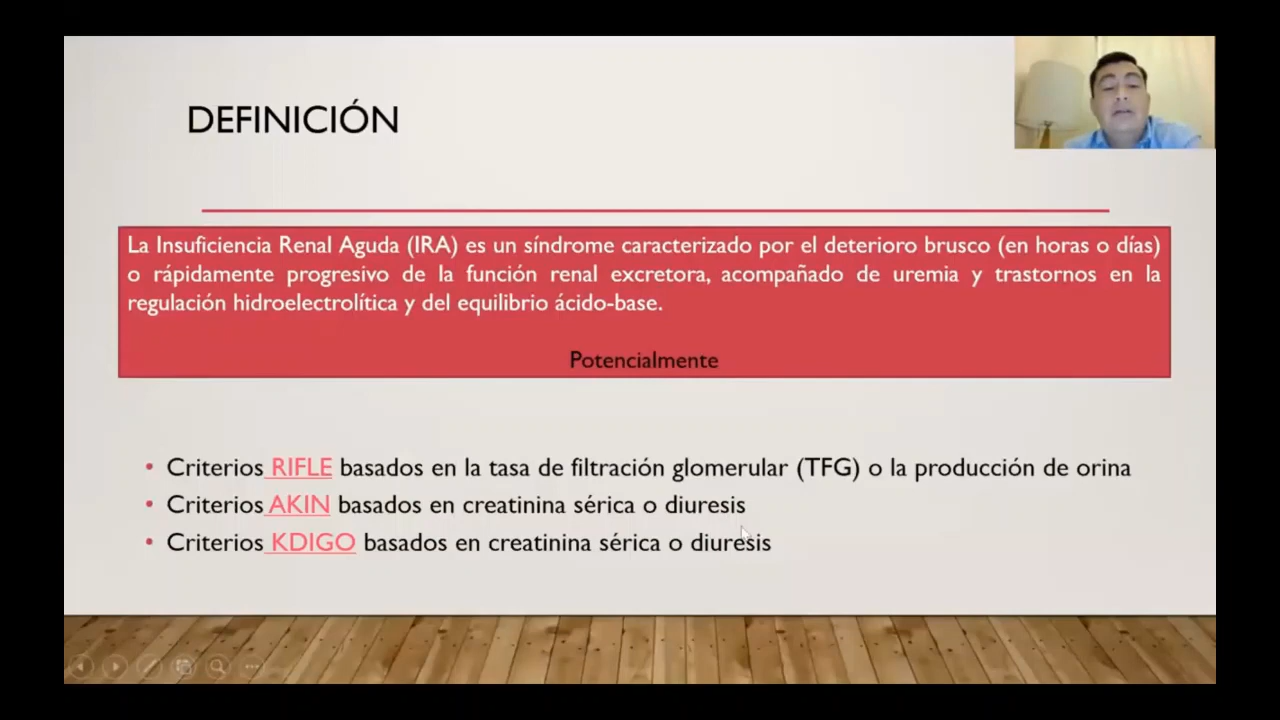 DEFINICIÓN
La Insuficiencia Renal Aguda (IRA) es un síndrome caracterizado por el deterioro brusco (en horas o días)
o rápidamente progresivo de la función renal excretora, acompañado de uremia y trastornos en la
regulación hidroelectrolítica y del equilibrio ácido-base.
Potencialmente
• Criterios RIFLE basados en la tasa de filtración glomerular (TFG) o la producción de orina
• Criterios AKIN basados en creatinina sérica o diuresis
• Criterios KDIGO basados en creatinina sérica o diuresis